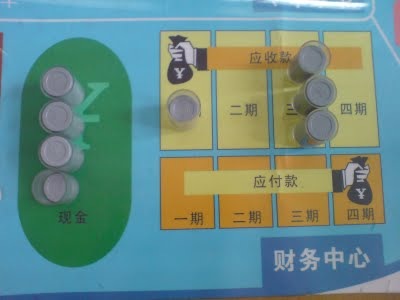 应收款
二期 三 四期
应付款
现金
一期 二期 三期 四期
财务中心